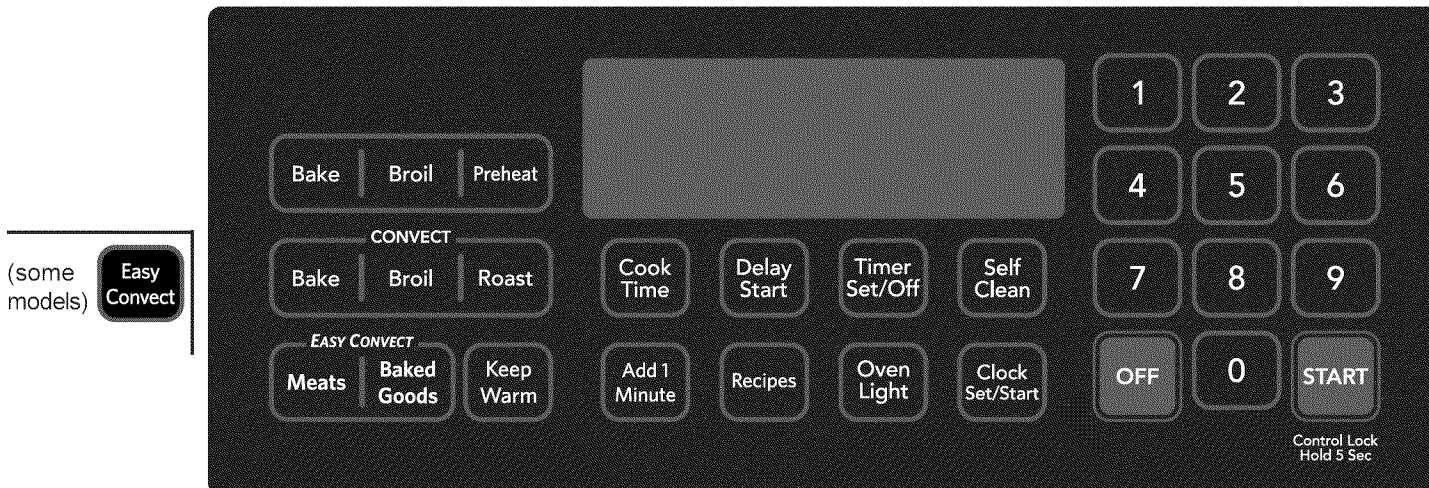 (some
models)
Easy
Convect
Bake
Broil
Preheat
CONVECT
Bake
Broil
Roast
EASY CONVECT
Meats
Baked
Goods
Keep
Warm
Cook
Time
Delay
Start
Timer
Set/Off
Self
Clean
Add 1
Minute
Recipes
Oven
Light
Clock
Set/Start
1
2
3
4
5
6
7
8
9
OFF
0
START
Control Lock
Hold 5 Sec